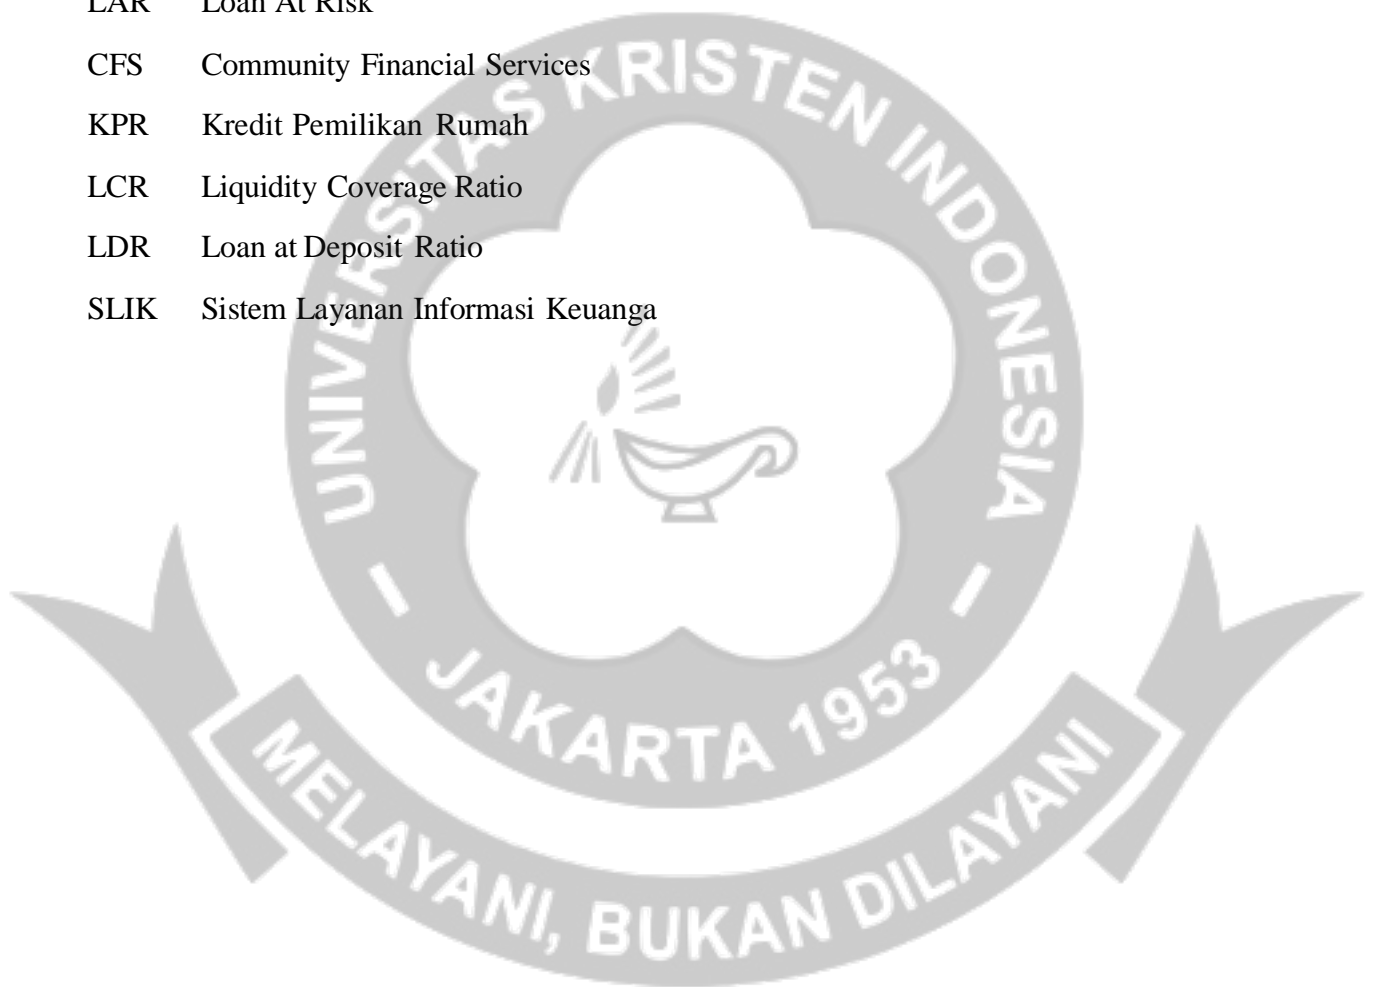 LAR Loan At Risk
CFS Community Financial Services
KPR Kredit Pemilikan Rumah
LCR Liquidity Coverage Ratio
LDR Loan at Deposit Ratio
SLIK Sistem Layanan Informasi Keuanga
UNIVERSITAS KRISTEN INDONESIA
- JAKARTA 1953 -
MELAYANI, BUKAN DILAYANI